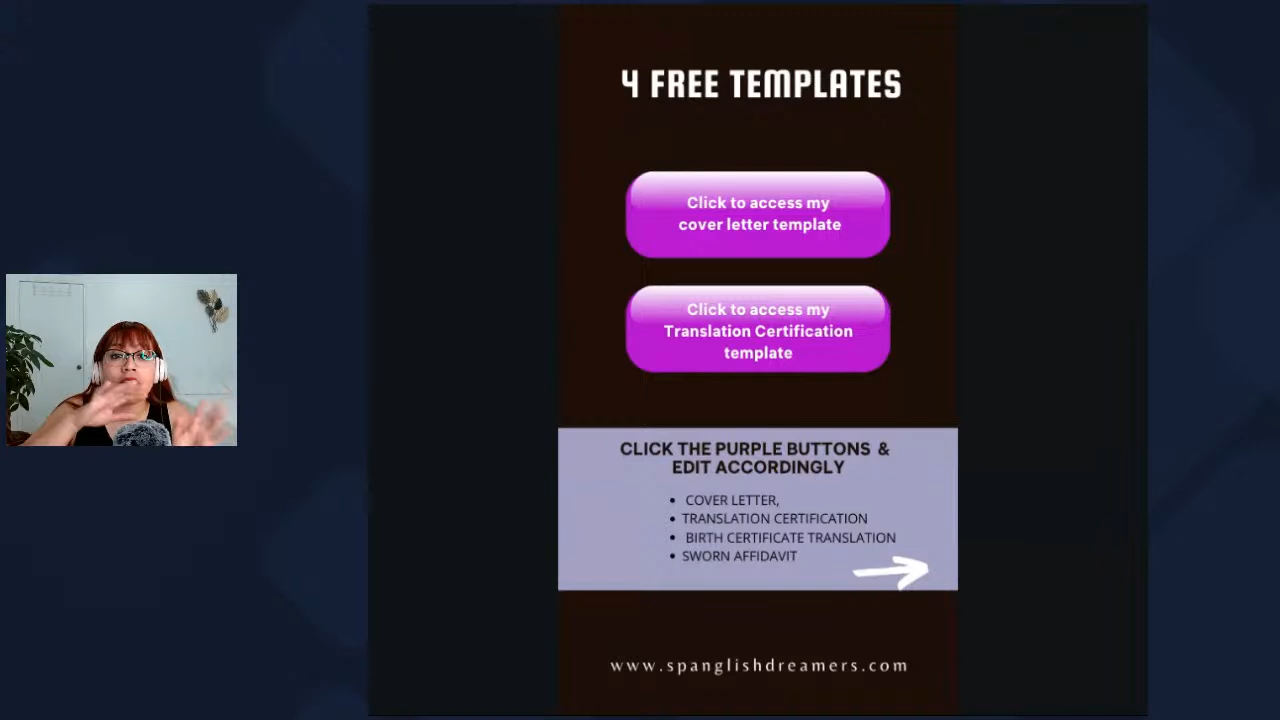 4 FREE TEMPLATES
Click to access my
cover letter template
Click to access my
Translation Certification
template
CLICK THE PURPLE BUTTONS &
EDIT ACCORDINGLY
• COVER LETTER,
• TRANSLATION CERTIFICATION
• BIRTH CERTIFICATE TRANSLATION
• SWORN AFFIDAVIT
www.spanglishdreamers.com